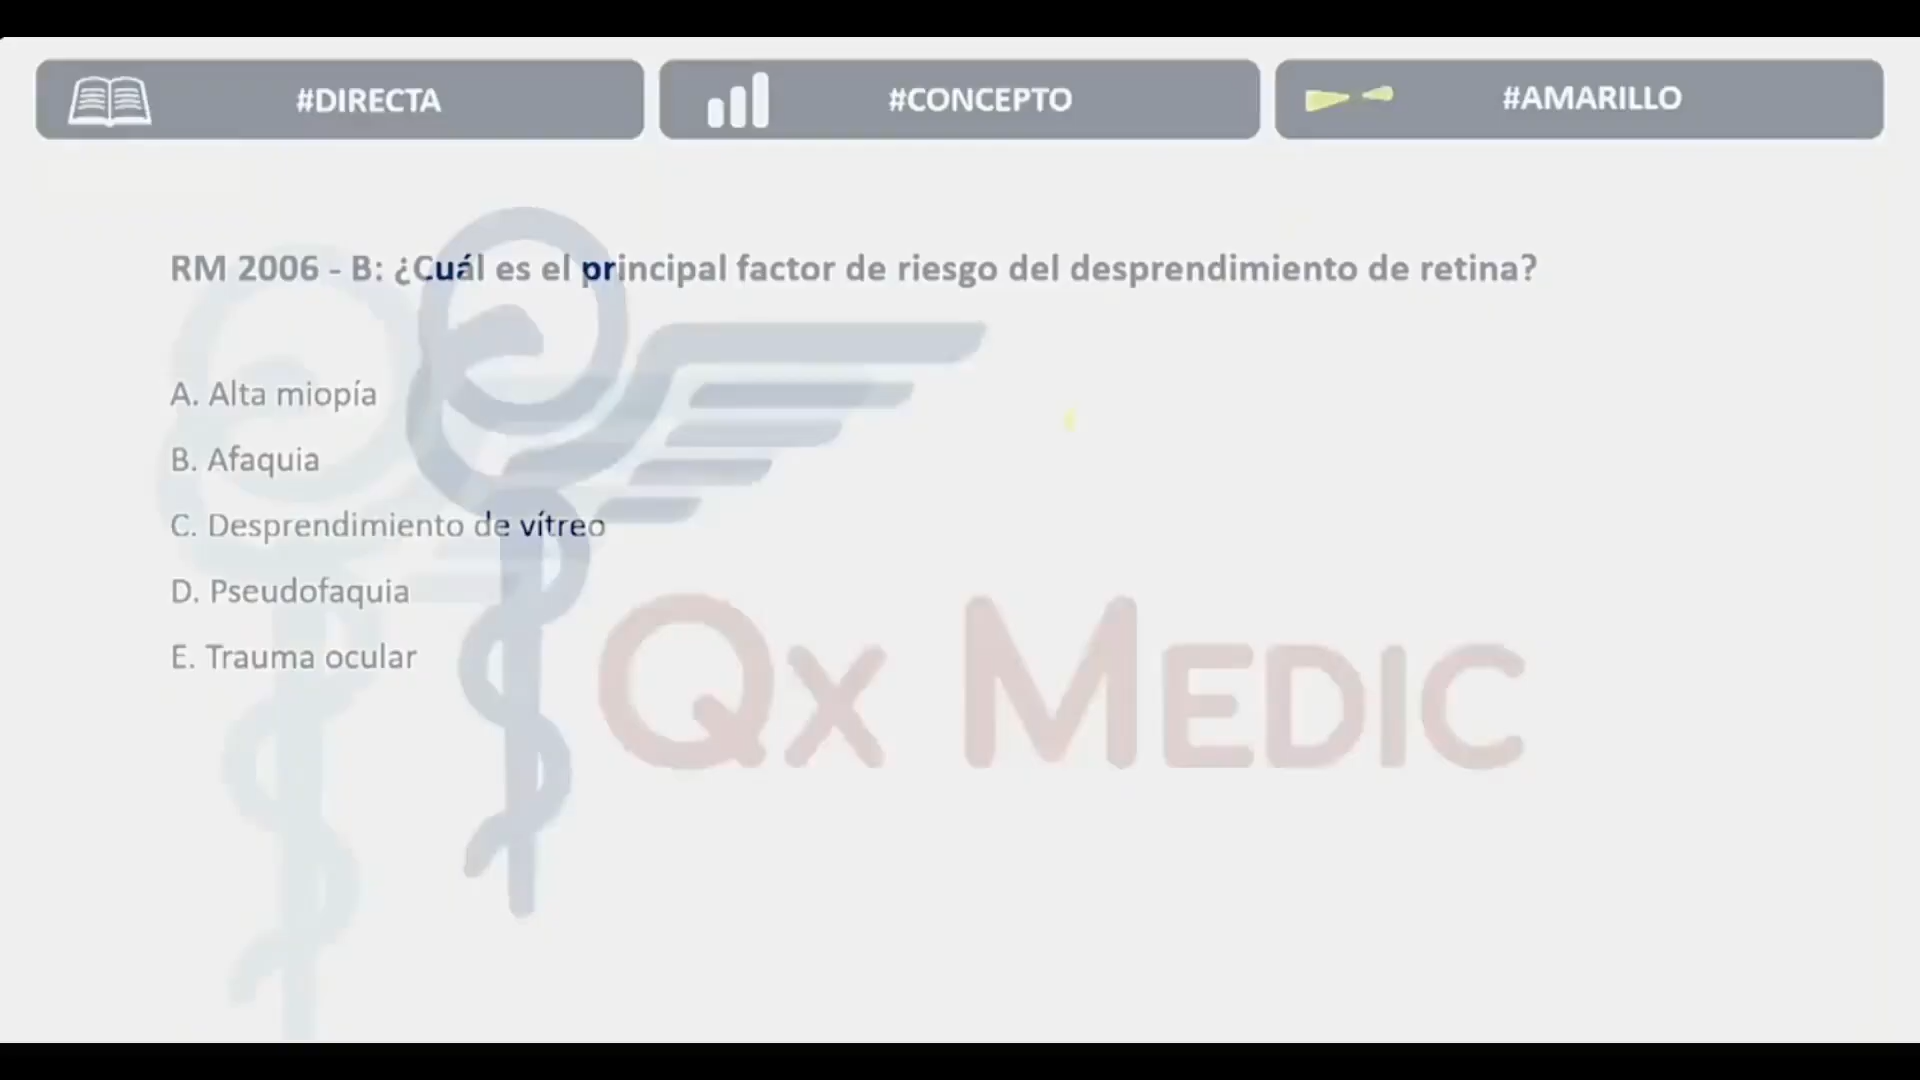 #DIRECTA
#CONCEPTO
#AMARILLO
RM 2006 - B: ¿Cuál es el principal factor de riesgo del desprendimiento de retina?
A. Alta miopía
B. Afaquia
C. Desprendimiento de vítreo
D. Pseudofaquia
E. Trauma ocular
QX MEDIC